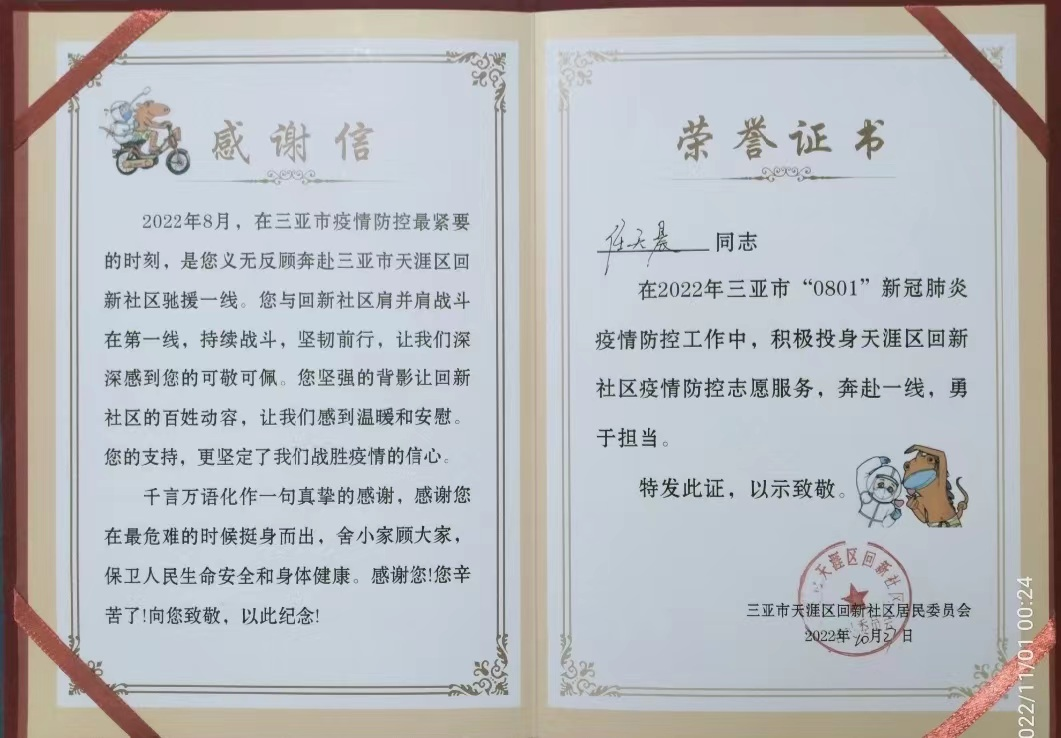 感谢信
2022年8月，在三亚市疫情防控最紧要
的时刻，是您义无反顾奔赴三亚市天涯区回
新社区驰援一线。您与回新社区肩并肩战斗
在第一线，持续战斗，坚韧前行，让我们深
深感到您的可敬可佩。您坚强的背影让回新
社区的百姓动容，让我们感到温暖和安慰。
您的支持，更坚定了我们战胜疫情的信心。
千言万语化作一句真挚的感谢，感谢您
在最危难的时候挺身而出，舍小家顾大家，
保卫人民生命安全和身体健康。感谢您!您辛
苦了!向您致敬，以此纪念!
荣誉证书
任天晨 同志
在2022年三亚市“0801”新冠肺炎
疫情防控工作中，积极投身天涯区回新
社区疫情防控志愿服务，奔赴一线，勇
于担当。
特发此证，以示致敬。
天涯区回新社区
三亚市天涯区回新社区居民委员会
2022年10月27日
022/11/01 00:24